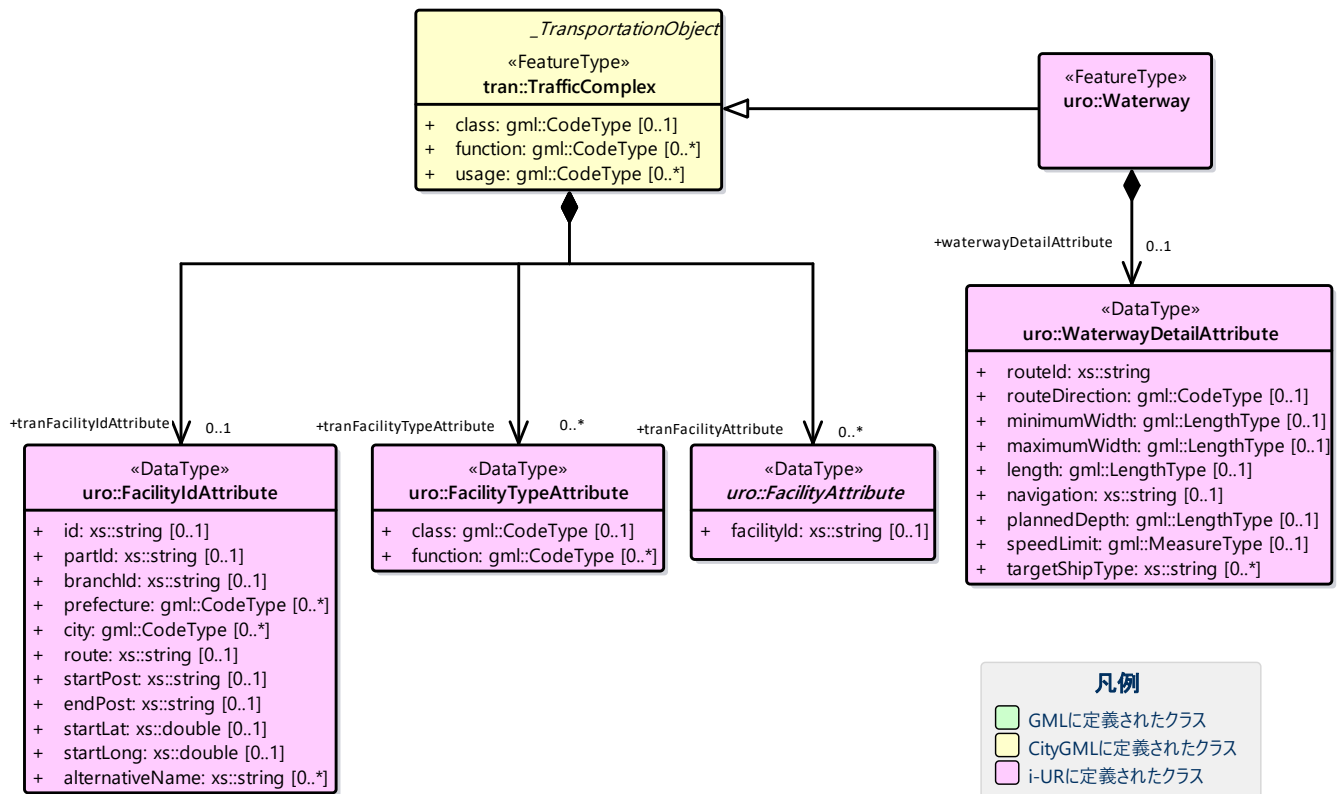 _TransportationObject
«FeatureType»
tran::TrafficComplex
+ class: gml::CodeType [0..1]
+ function: gml::CodeType [0..*]
+ usage: gml::CodeType [0..*]
«FeatureType»
uro::Waterway
+waterwayDetailAttribute 0..1
«DataType»
uro::WaterwayDetailAttribute
+ routeId: xs::string
+ routeDirection: gml::CodeType [0..1]
+ minimumWidth: gml::LengthType [0..1]
+ maximumWidth: gml::LengthType [0..1]
+ length: gml::LengthType [0..1]
+ navigation: xs::string [0..1]
+ plannedDepth: gml::LengthType [0..1]
+ speedLimit: gml::MeasureType [0..1]
+ targetShipType: xs::string [0..*]
+tranFacilityIdAttribute 0..1
«DataType»
uro::FacilityIdAttribute
+ id: xs::string [0..1]
+ partId: xs::string [0..1]
+ branchId: xs::string [0..1]
+ prefecture: gml::CodeType [0..*]
+ city: gml::CodeType [0..*]
+ route: xs::string [0..1]
+ startPost: xs::string [0..1]
+ endPost: xs::string [0..1]
+ startLat: xs::double [0..1]
+ startLong: xs::double [0..1]
+ alternativeName: xs::string [0..*]
+tranFacilityTypeAttribute 0..*
«DataType»
uro::FacilityTypeAttribute
+ class: gml::CodeType [0..1]
+ function: gml::CodeType [0..*]
+tranFacilityAttribute 0..*
«DataType»
uro::FacilityAttribute
+ facilityId: xs::string [0..1]
凡例
GMLに定義されたクラス
CityGMLに定義されたクラス
i-URに定義されたクラス